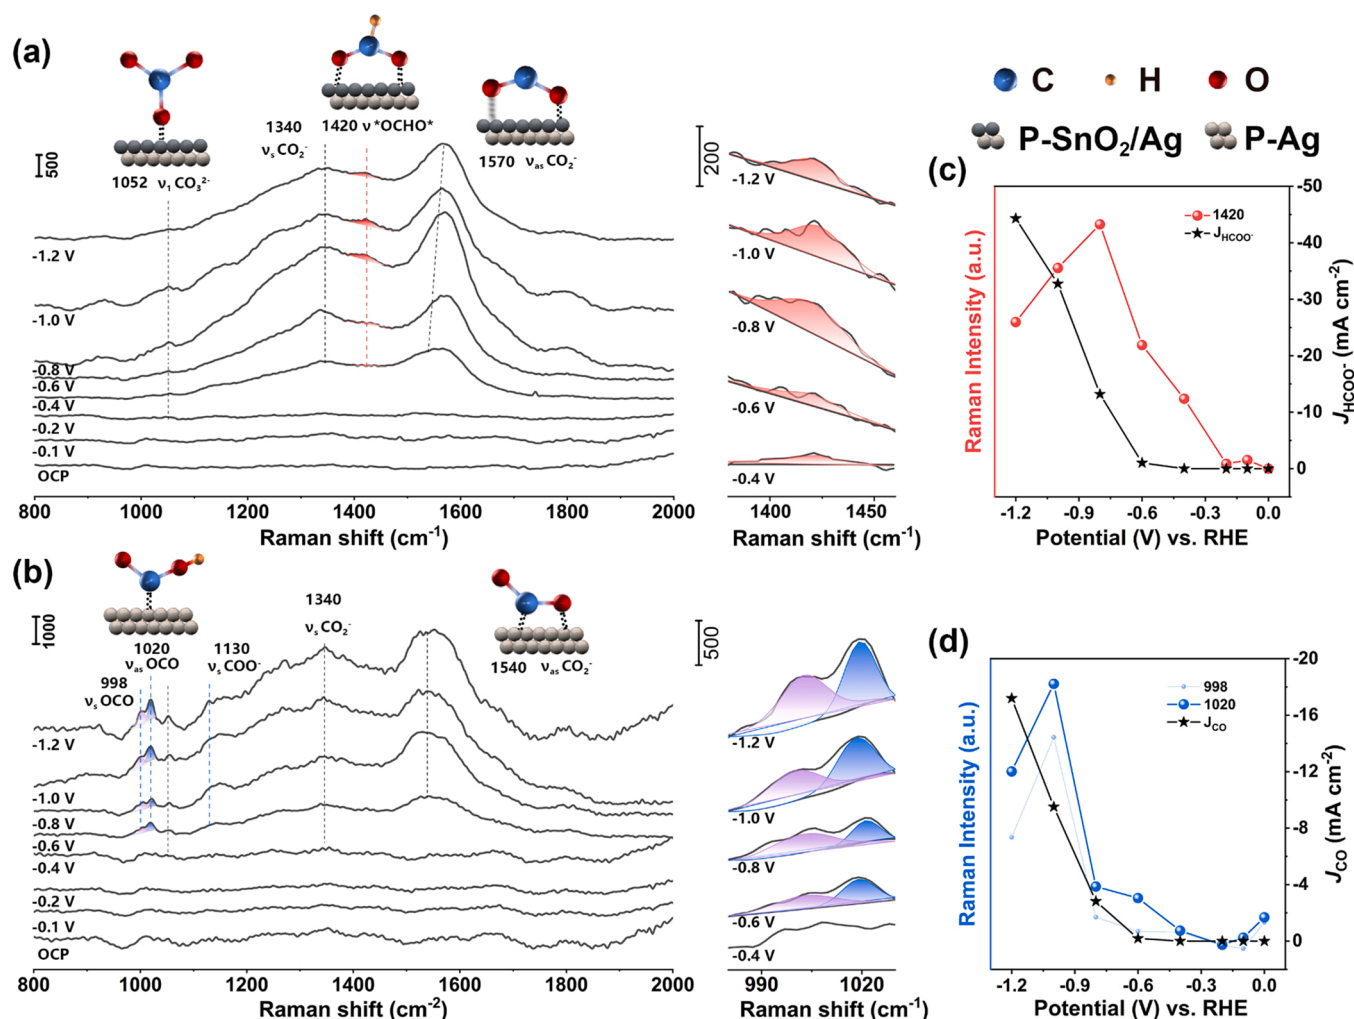 (a)
C H O
P-SnO₂/Ag P-Ag
500
1052 ν₁ CO₃²⁻
1340
νₛ CO₂⁻
1420 ν *OCHO*
1570 νₐₛ CO₂⁻
-1.2 V
-1.0 V
-0.8 V
-0.6 V
-0.4 V
-0.2 V
-0.1 V
OCP
800 1000 1200 1400 1600 1800 2000
Raman shift (cm⁻¹)
200
-1.2 V
-1.0 V
-0.8 V
-0.6 V
-0.4 V
1400 1450
Raman shift (cm⁻¹)
(c)
1420
J_HCOO⁻
Raman Intensity (a.u.)
-50
-40
-30
-20
-10
0
J_HCOO⁻ (mA cm⁻²)
-1.2 -0.9 -0.6 -0.3 0.0
Potential (V) vs. RHE
(b)
1000
998
νₛ OCO
1020
νₐₛ OCO
1130
νₛ COO⁻
1340
νₛ CO₂⁻
1540 νₐₛ CO₂⁻
-1.2 V
-1.0 V
-0.8 V
-0.6 V
-0.4 V
-0.2 V
-0.1 V
OCP
800 1000 1200 1400 1600 1800 2000
Raman shift (cm⁻²)
500
-1.2 V
-1.0 V
-0.8 V
-0.6 V
-0.4 V
990 1020
Raman shift (cm⁻¹)
(d)
998
1020
J_CO
Raman Intensity (a.u.)
-20
-16
-12
-8
-4
0
J_CO (mA cm⁻²)
-1.2 -0.9 -0.6 -0.3 0.0
Potential (V) vs. RHE